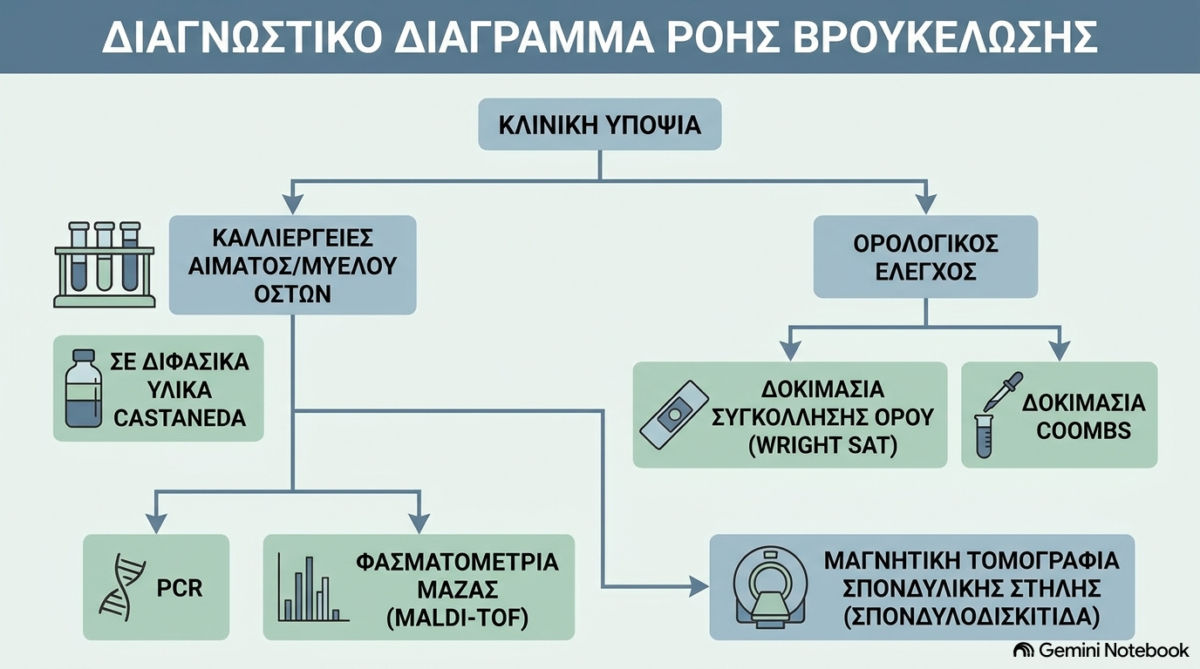 ΔΙΑΓΝΩΣΤΙΚΟ ΔΙΑΓΡΑΜΜΑ ΡΟΗΣ ΒΡΟΥΚΕΛΩΣΗΣ
ΚΛΙΝΙΚΗ ΥΠΟΨΙΑ
ΚΑΛΛΙΕΡΓΕΙΕΣ
ΑΙΜΑΤΟΣ/ΜΥΕΛΟΥ
ΟΣΤΩΝ
ΟΡΟΛΟΓΙΚΟΣ
ΕΛΕΓΧΟΣ
ΣΕ ΔΙΦΑΣΙΚΑ
ΥΛΙΚΑ
CASTANEDA
ΔΟΚΙΜΑΣΙΑ
ΣΥΓΚΟΛΛΗΣΗΣ ΟΡΟΥ
(WRIGHT SAT)
ΔΟΚΙΜΑΣΙΑ
COOMBS
PCR
ΦΑΣΜΑΤΟΜΕΤΡΙΑ
ΜΑΖΑΣ
(MALDI-TOF)
ΜΑΓΝΗΤΙΚΗ ΤΟΜΟΓΡΑΦΙΑ
ΣΠΟΝΔΥΛΙΚΗΣ ΣΤΗΛΗΣ
(ΣΠΟΝΔΥΛΟΔΙΣΚΙΤΙΔΑ)
Gemini Notebook